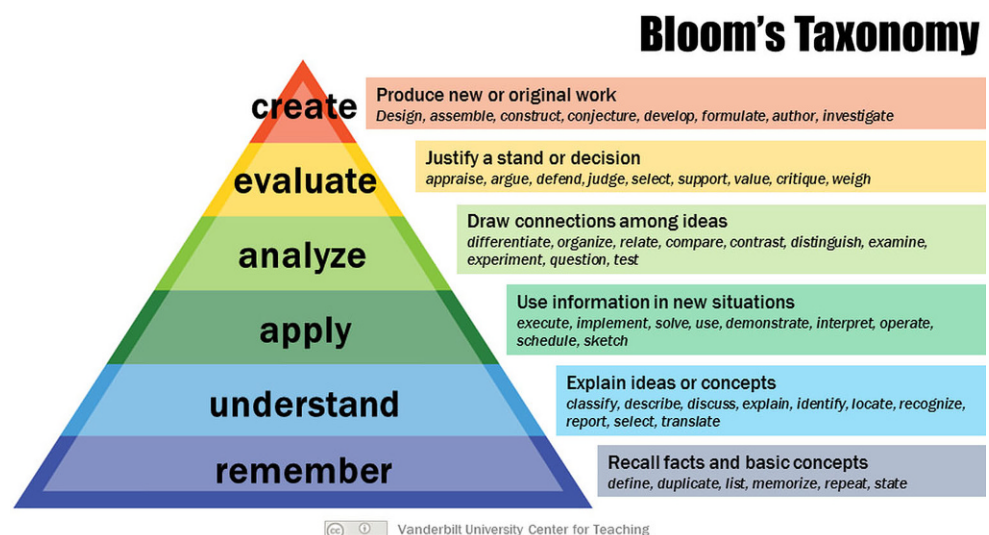 Bloom's Taxonomy
create
Produce new or original work
Design, assemble, construct, conjecture, develop, formulate, author, investigate
evaluate
Justify a stand or decision
appraise, argue, defend, judge, select, support, value, critique, weigh
analyze
Draw connections among ideas
differentiate, organize, relate, compare, contrast, distinguish, examine,
experiment, question, test
apply
Use information in new situations
execute, implement, solve, use, demonstrate, interpret, operate,
schedule, sketch
understand
Explain ideas or concepts
classify, describe, discuss, explain, identify, locate, recognize,
report, select, translate
remember
Recall facts and basic concepts
define, duplicate, list, memorize, repeat, state
cc Vanderbilt University Center for Teaching